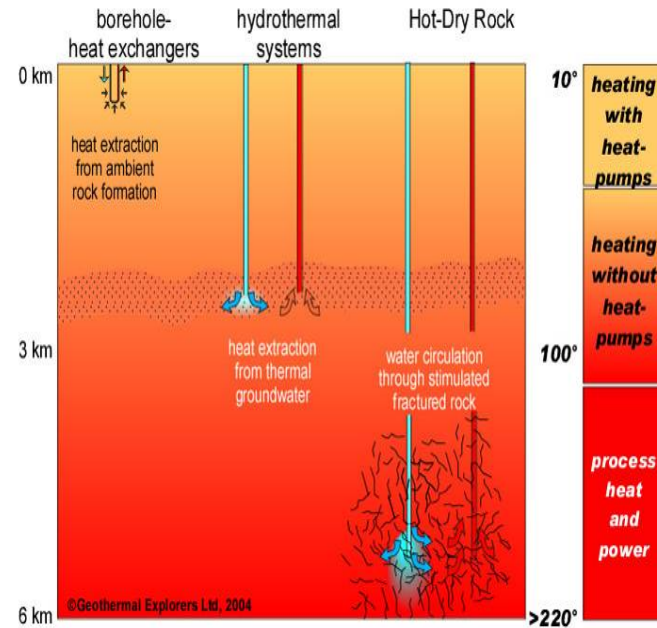 borehole-
heat exchangers
hydrothermal
systems
Hot-Dry Rock
0 km
10°
heat extraction
from ambient
rock formation
heating
with
heat-
pumps
heating
without
heat-
pumps
3 km
100°
heat extraction
from thermal
groundwater
water circulation
through stimulated
fractured rock
process
heat
and
power
©Geothermal Explorers Ltd, 2004
6 km
>220°